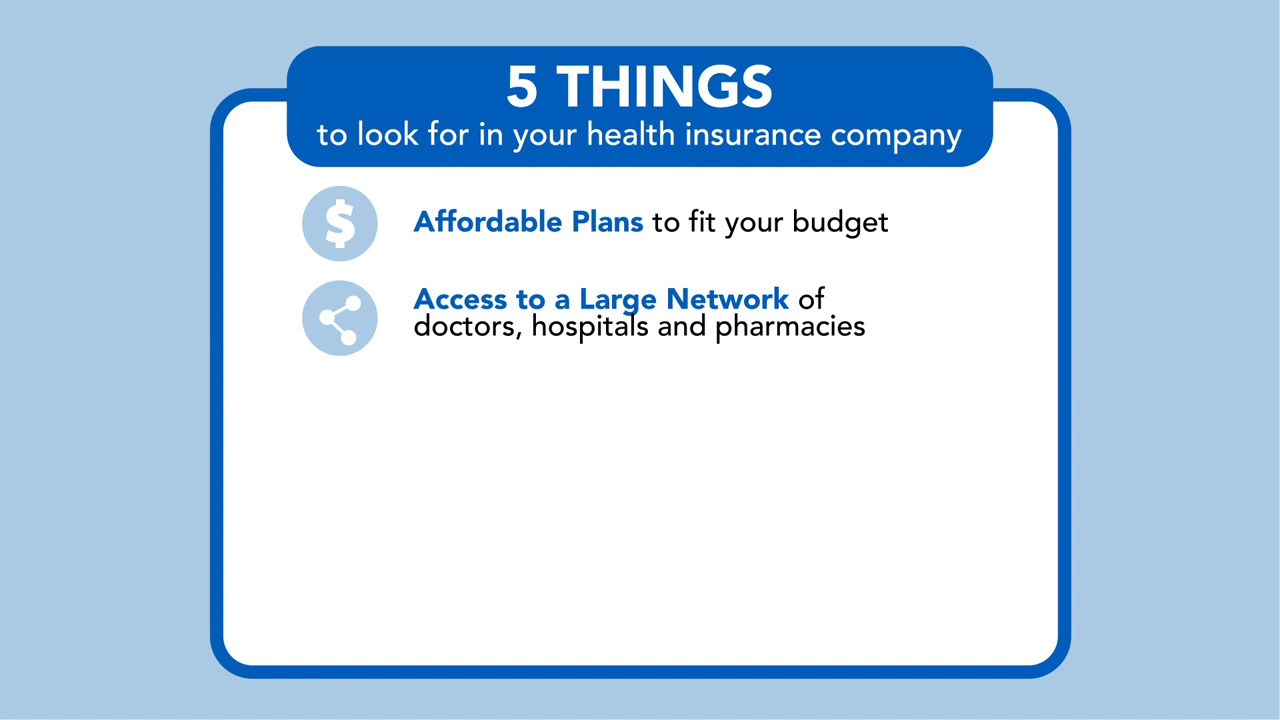 5 THINGS
to look for in your health insurance company
Affordable Plans to fit your budget
Access to a Large Network of
doctors, hospitals and pharmacies